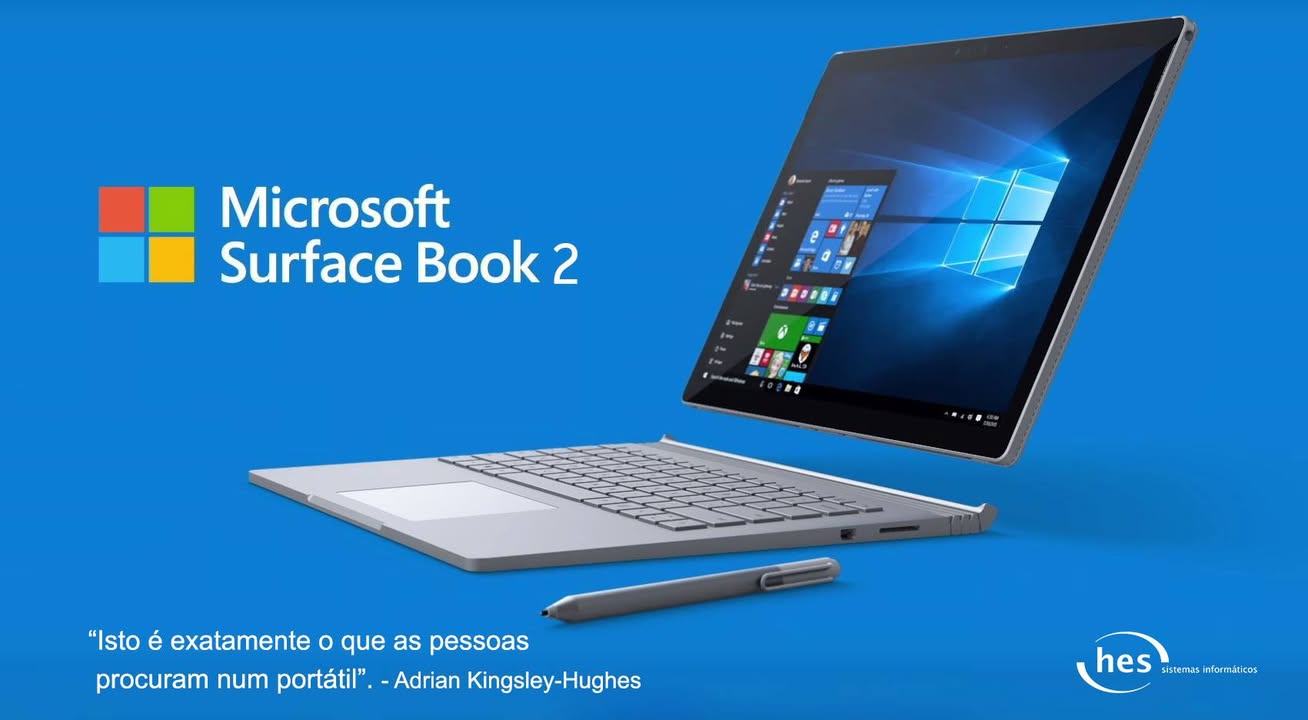 Microsoft
Surface Book 2
“Isto é exatamente o que as pessoas
procuram num portátil”. - Adrian Kingsley-Hughes
hes sistemas informáticos